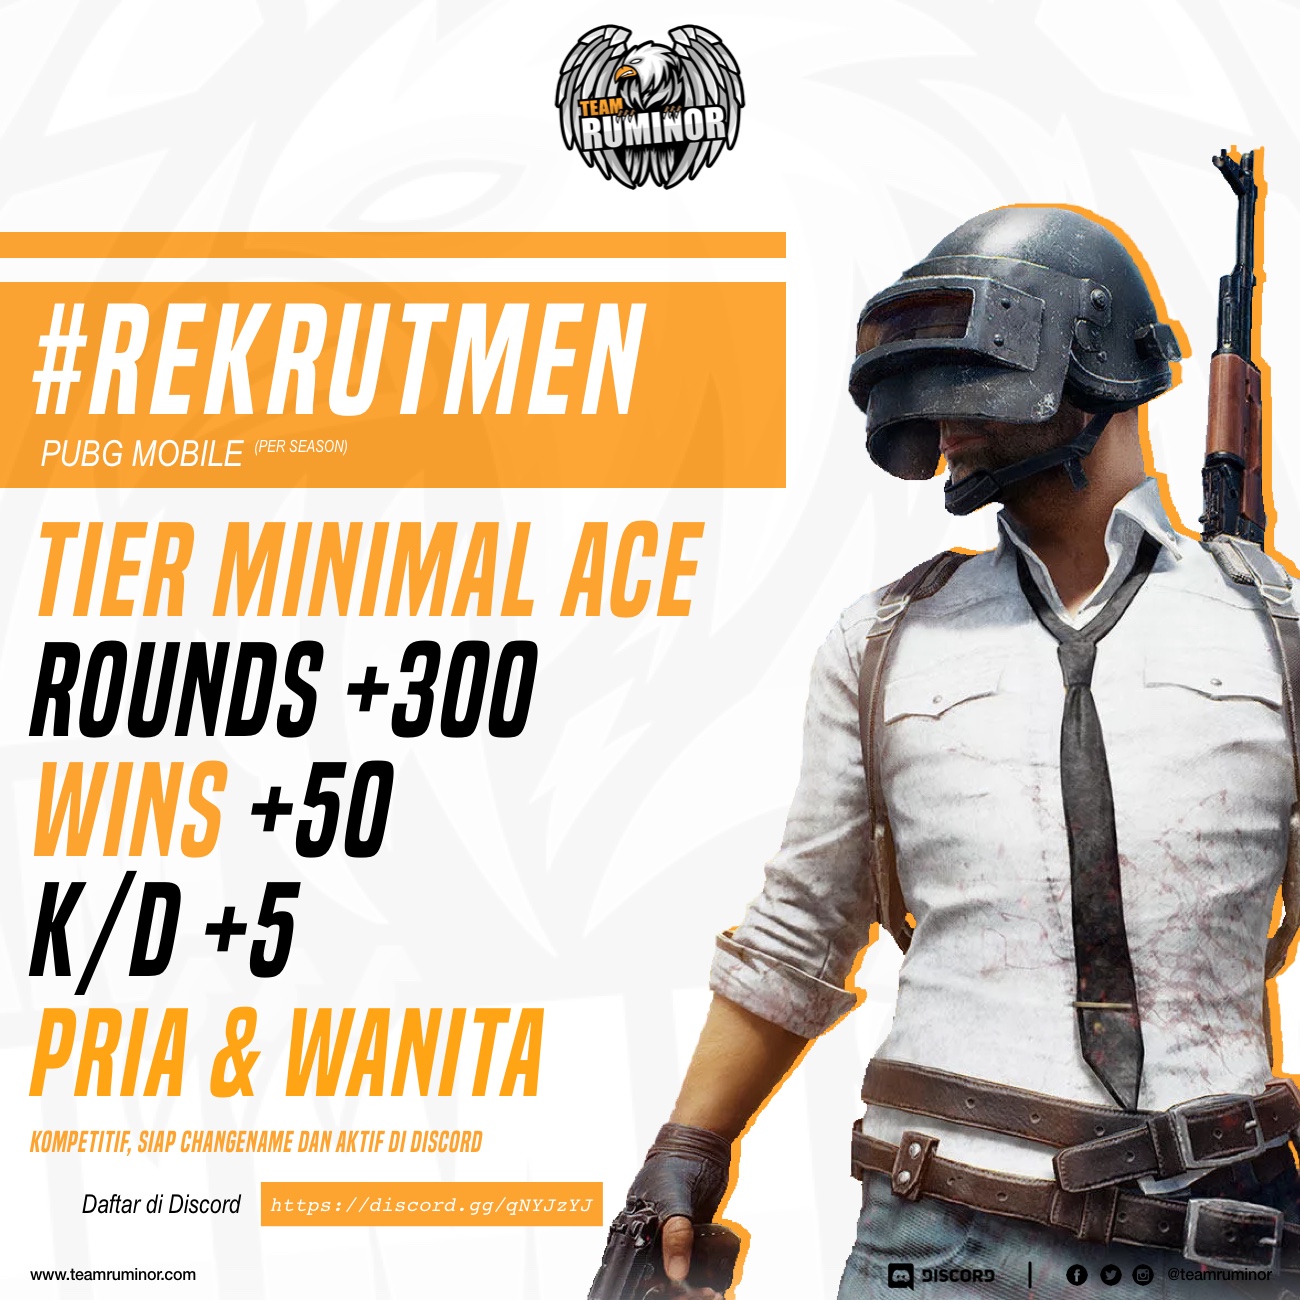 TEAM
RUMINOR
#REKRUTMEN
PUBG MOBILE (PER SEASON)
TIER MINIMAL ACE
ROUNDS +300
WINS +50
K/D +5
PRIA & WANITA
KOMPETITIF, SIAP CHANGENAME DAN AKTIF DI DISCORD
Daftar di Discord https://discord.gg/qNYJzYJ
www.teamruminor.com DISCORD | @teamruminor